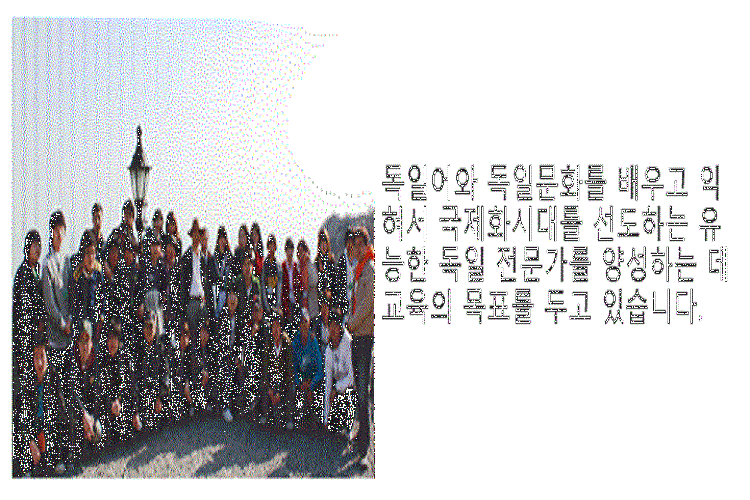 독일어와 독일문화를 배우고 익
혀서 국제화시대를 선도하는 유
능한 독일 전문가를 양성하는 데
교육의 목표를 두고 있습니다.